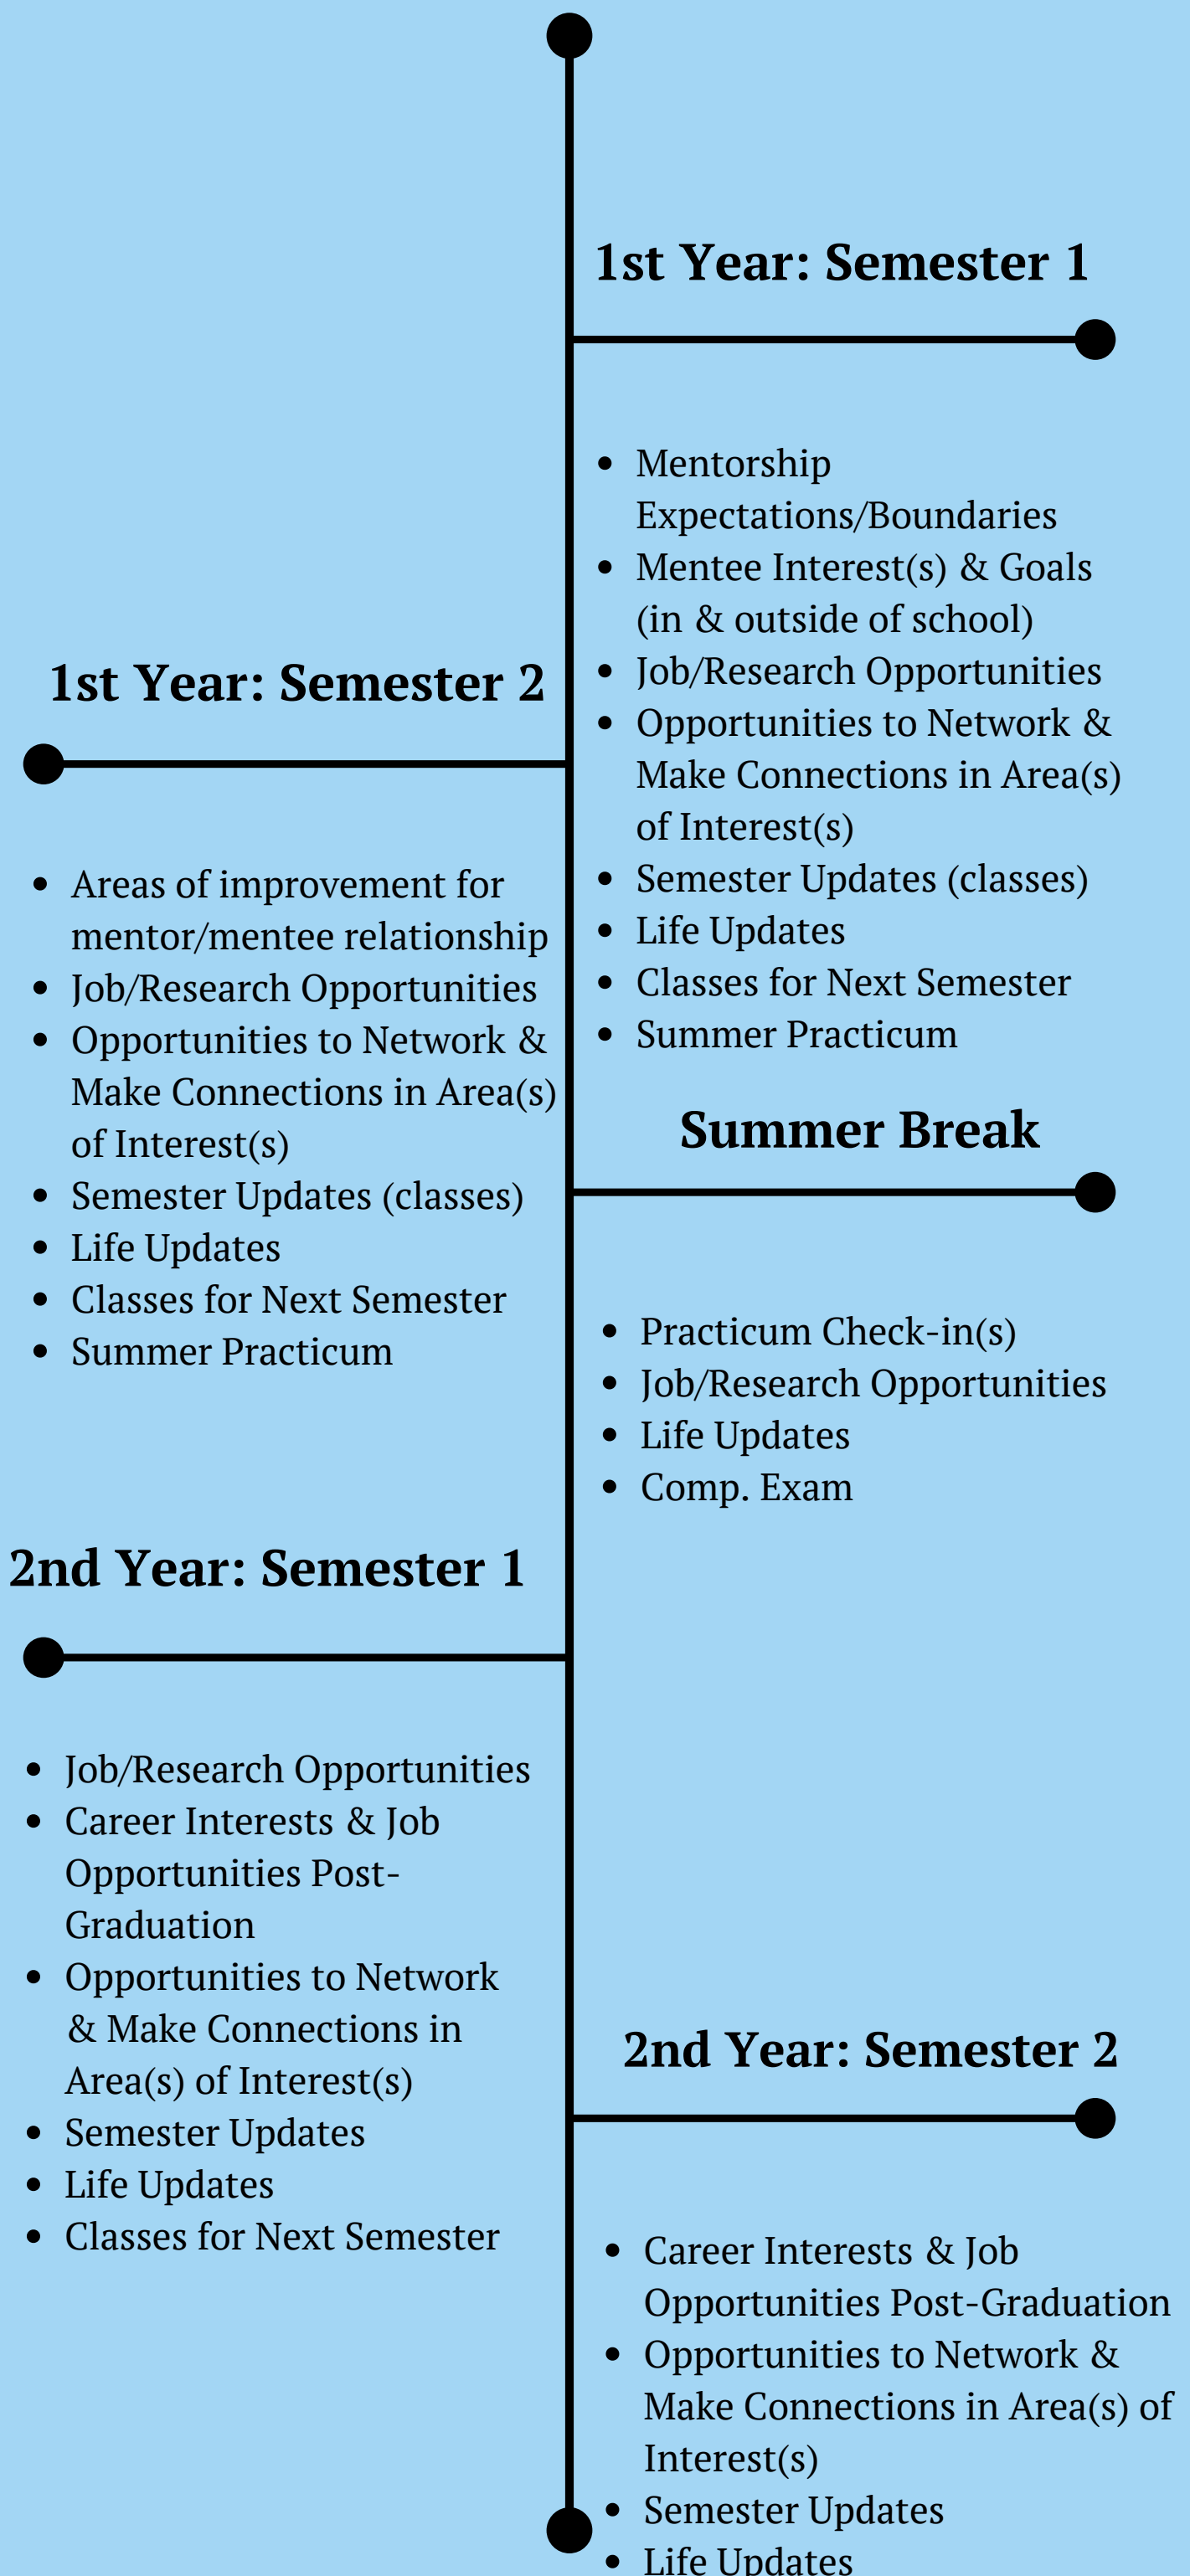 1st Year: Semester 1
• Mentorship
Expectations/Boundaries
• Mentee Interest(s) & Goals
(in & outside of school)
• Job/Research Opportunities
• Opportunities to Network &
Make Connections in Area(s)
of Interest(s)
• Semester Updates (classes)
• Life Updates
• Classes for Next Semester
• Summer Practicum
1st Year: Semester 2
• Areas of improvement for
mentor/mentee relationship
• Job/Research Opportunities
• Opportunities to Network &
Make Connections in Area(s)
of Interest(s)
• Semester Updates (classes)
• Life Updates
• Classes for Next Semester
• Summer Practicum
Summer Break
• Practicum Check-in(s)
• Job/Research Opportunities
• Life Updates
• Comp. Exam
2nd Year: Semester 1
• Job/Research Opportunities
• Career Interests & Job
Opportunities Post-
Graduation
• Opportunities to Network
& Make Connections in
Area(s) of Interest(s)
• Semester Updates
• Life Updates
• Classes for Next Semester
2nd Year: Semester 2
• Career Interests & Job
Opportunities Post-Graduation
• Opportunities to Network &
Make Connections in Area(s) of
Interest(s)
• Semester Updates
• Life Updates